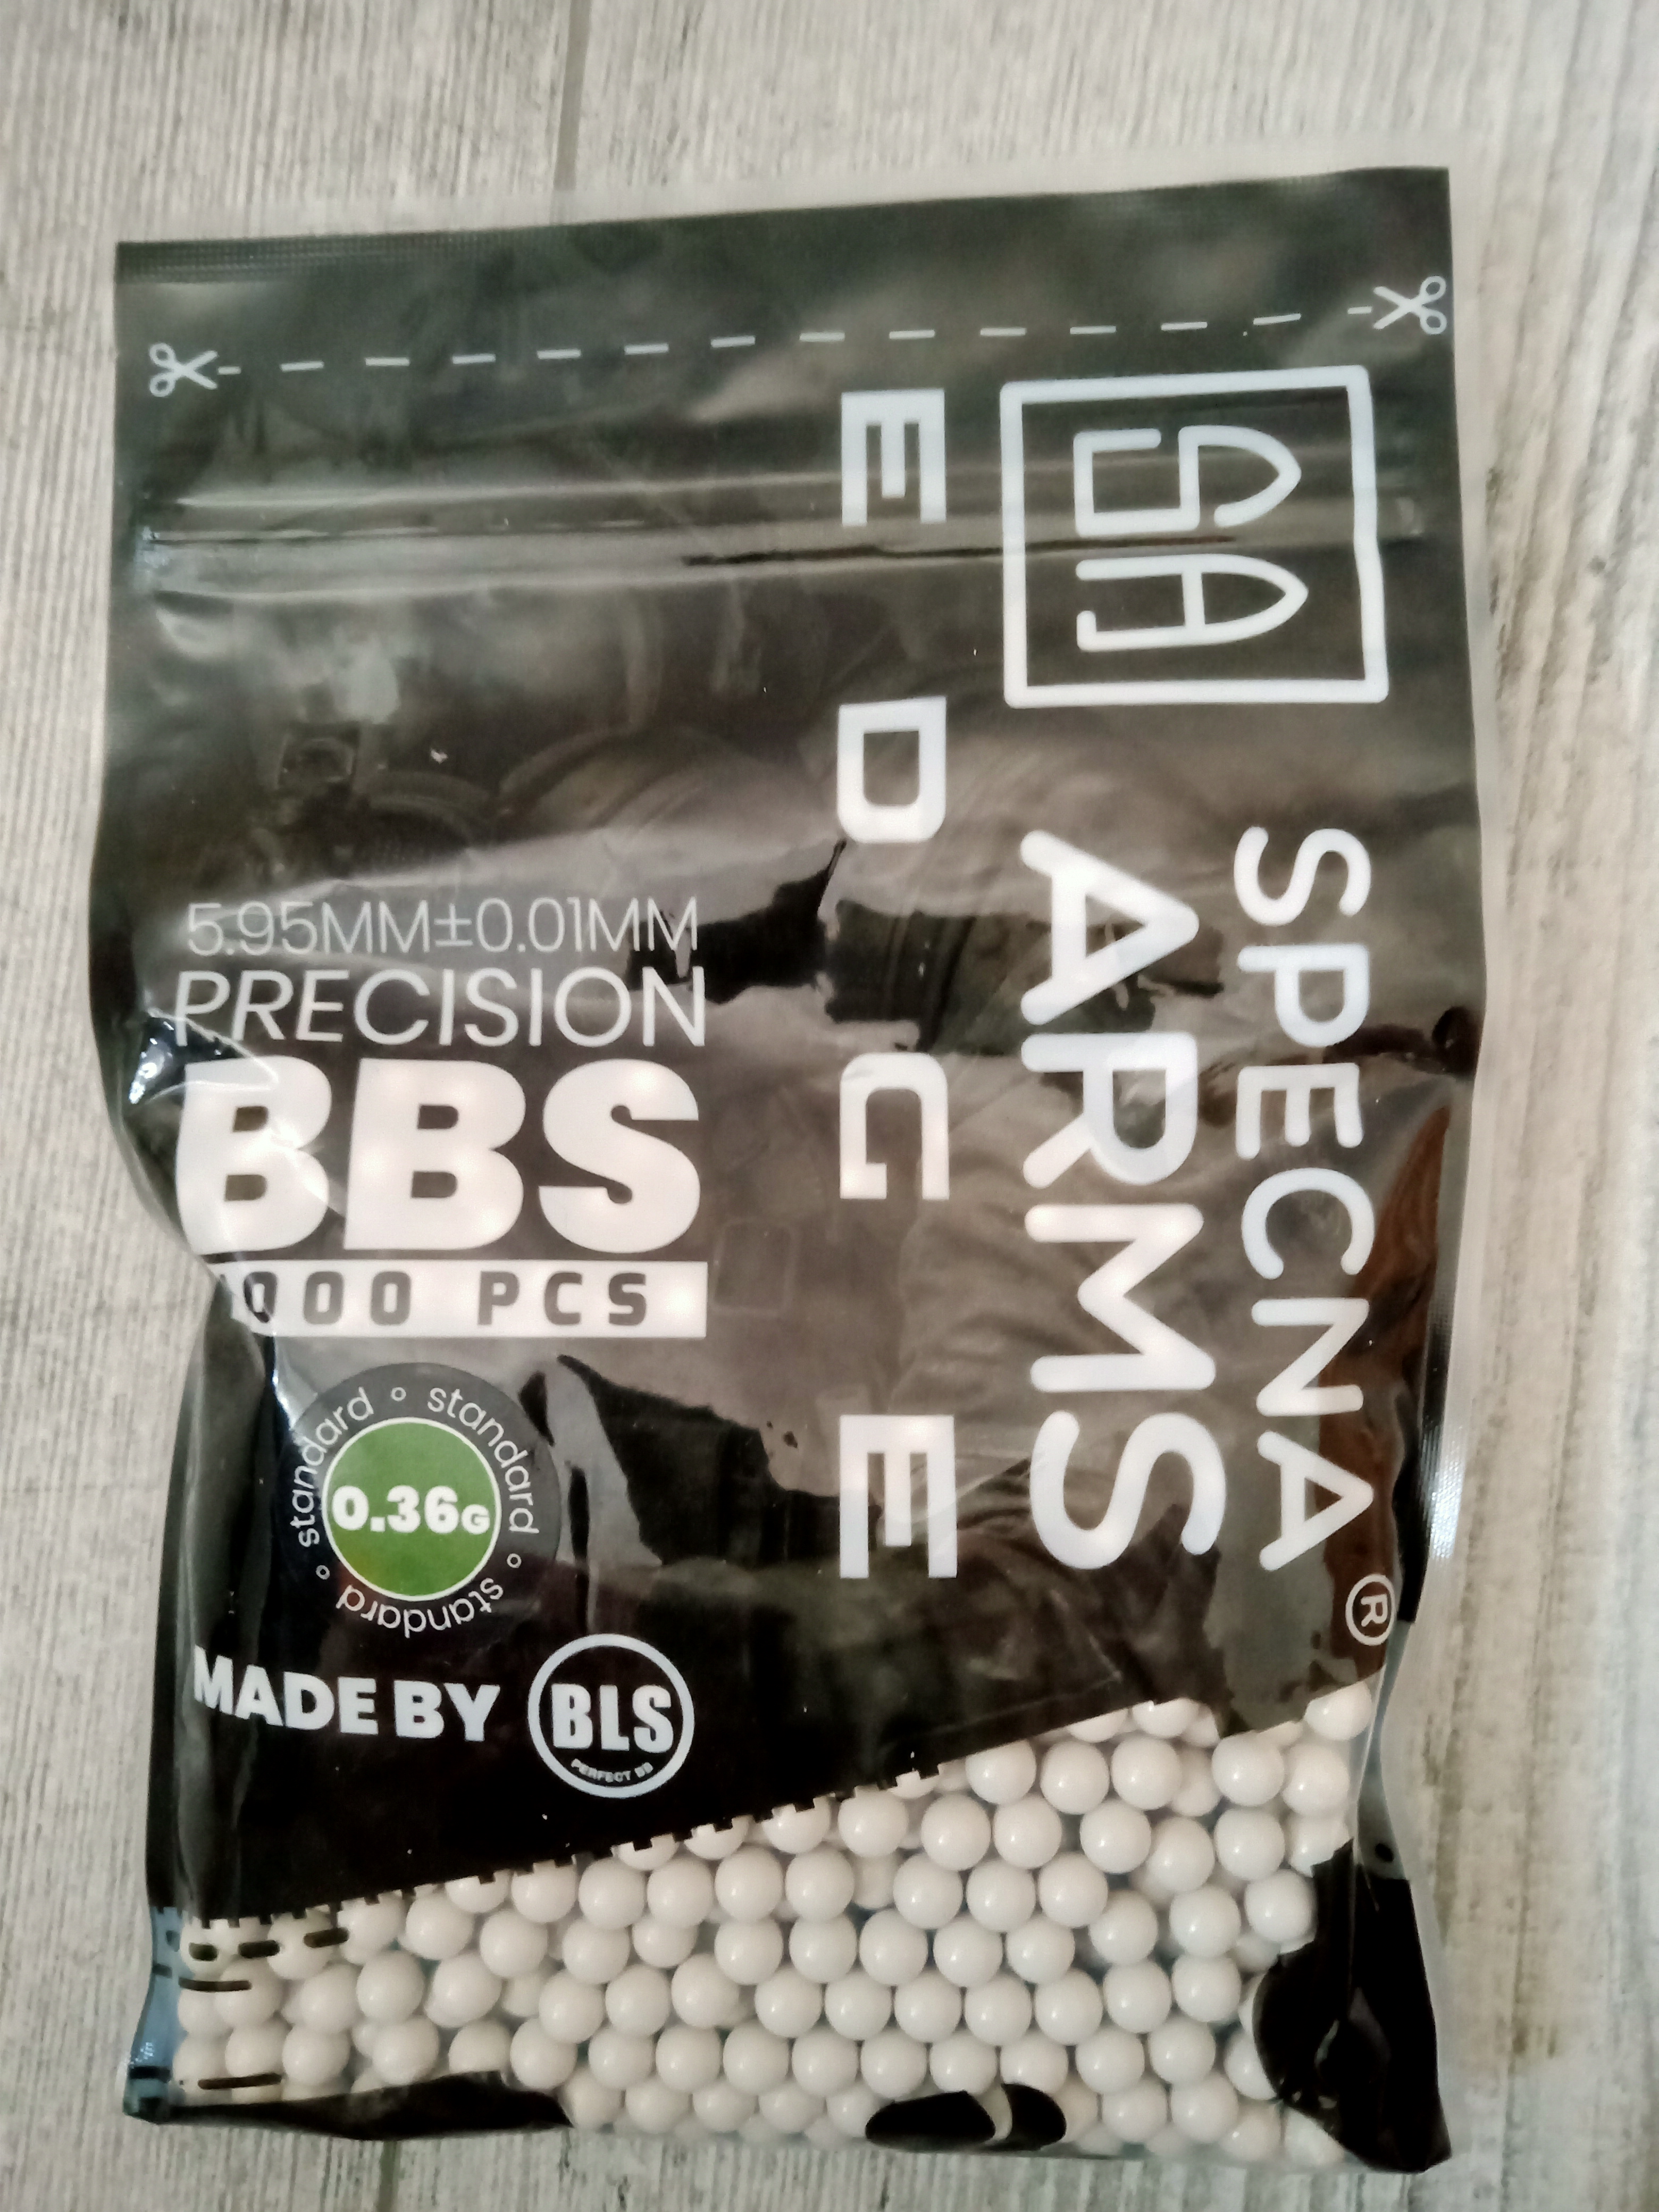 SA
SPECNA
ARMS®
EDGE
5.95MM±0.01MM
PRECISION
BBS
000 PCS
standard ° standard ° standard °
0.36G
MADE BY
BLS
PERFECT BB